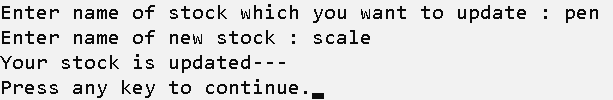 Enter name of stock which you want to update : pen
Enter name of new stock : scale
Your stock is updated---
Press any key to continue.